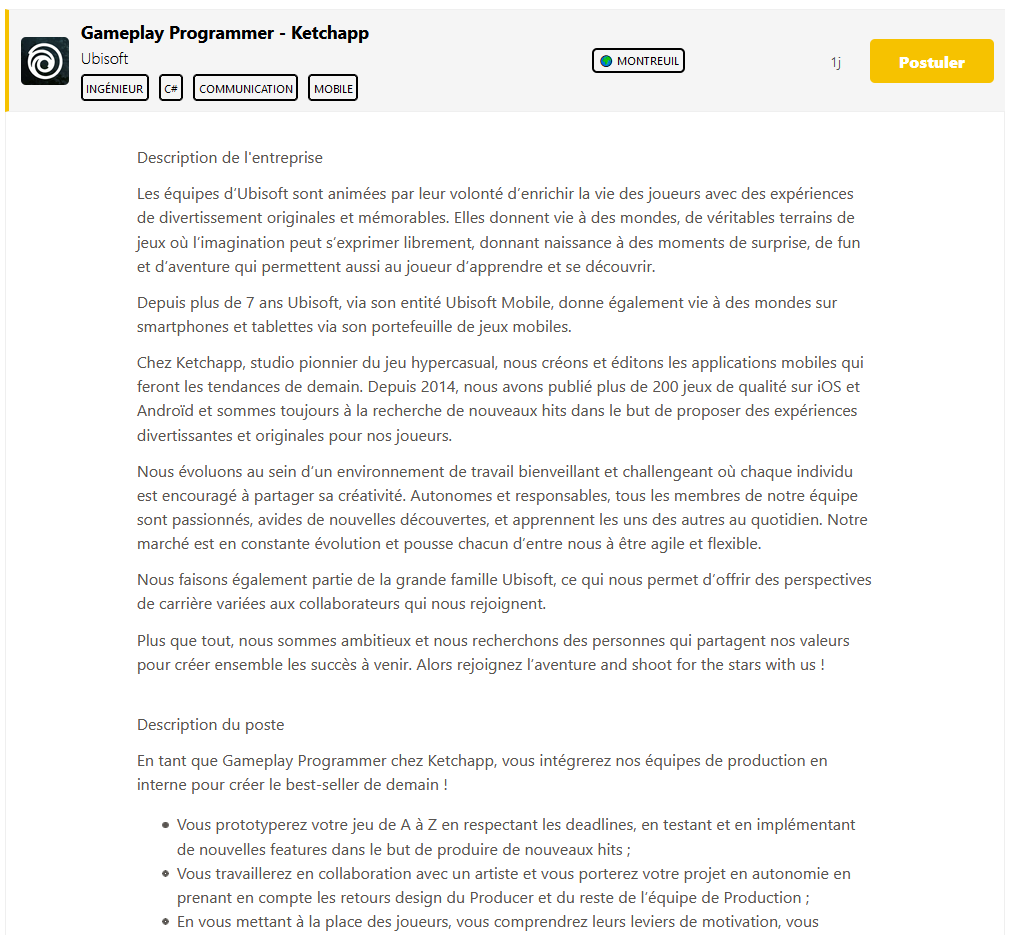 Gameplay Programmer - Ketchapp
Ubisoft
INGÉNIEUR C# COMMUNICATION MOBILE
MONTREUIL
1j
Postuler
Description de l'entreprise
Les équipes d’Ubisoft sont animées par leur volonté d’enrichir la vie des joueurs avec des expériences
de divertissement originales et mémorables. Elles donnent vie à des mondes, de véritables terrains de
jeux où l’imagination peut s’exprimer librement, donnant naissance à des moments de surprise, de fun
et d’aventure qui permettent aussi au joueur d’apprendre et se découvrir.
Depuis plus de 7 ans Ubisoft, via son entité Ubisoft Mobile, donne également vie à des mondes sur
smartphones et tablettes via son portefeuille de jeux mobiles.
Chez Ketchapp, studio pionnier du jeu hypercasual, nous créons et éditons les applications mobiles qui
feront les tendances de demain. Depuis 2014, nous avons publié plus de 200 jeux de qualité sur iOS et
Androïd et sommes toujours à la recherche de nouveaux hits dans le but de proposer des expériences
divertissantes et originales pour nos joueurs.
Nous évoluons au sein d’un environnement de travail bienveillant et challengeant où chaque individu
est encouragé à partager sa créativité. Autonomes et responsables, tous les membres de notre équipe
sont passionnés, avides de nouvelles découvertes, et apprennent les uns des autres au quotidien. Notre
marché est en constante évolution et pousse chacun d’entre nous à être agile et flexible.
Nous faisons également partie de la grande famille Ubisoft, ce qui nous permet d’offrir des perspectives
de carrière variées aux collaborateurs qui nous rejoignent.
Plus que tout, nous sommes ambitieux et nous recherchons des personnes qui partagent nos valeurs
pour créer ensemble les succès à venir. Alors rejoignez l’aventure and shoot for the stars with us !
Description du poste
En tant que Gameplay Programmer chez Ketchapp, vous intégrerez nos équipes de production en
interne pour créer le best-seller de demain !
Vous prototyperez votre jeu de A à Z en respectant les deadlines, en testant et en implémentant
de nouvelles features dans le but de produire de nouveaux hits ;
Vous travaillerez en collaboration avec un artiste et vous porterez votre projet en autonomie en
prenant en compte les retours design du Producer et du reste de l’équipe de Production ;
En vous mettant à la place des joueurs, vous comprendrez leurs leviers de motivation, vous